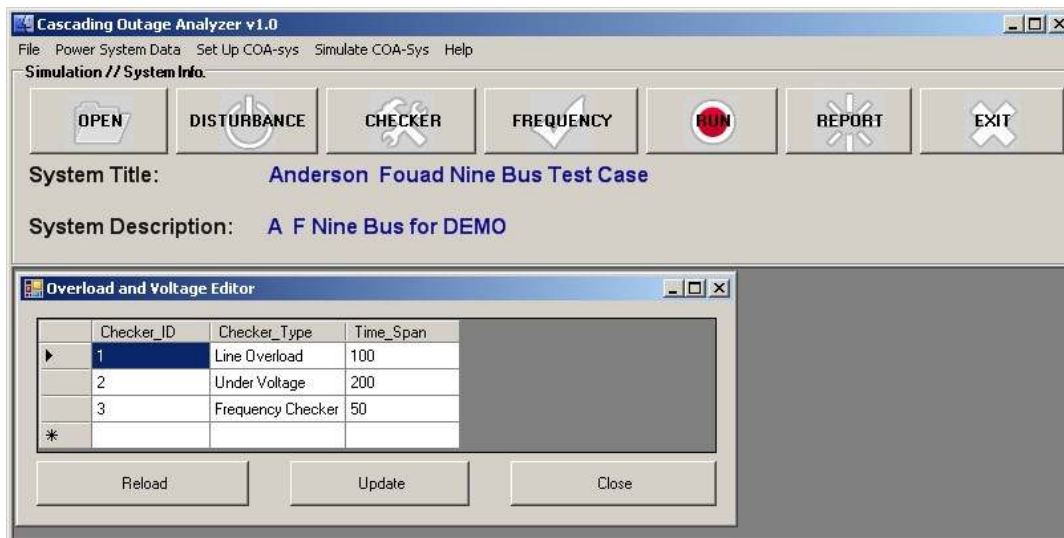 Cascading Outage Analyzer v1.0
File Power System Data Set Up COA-sys Simulate COA-Sys Help
Simulation // System Info.
OPEN DISTURBANCE CHECKER FREQUENCY RUN REPORT EXIT
System Title: Anderson Fouad Nine Bus Test Case
System Description: A F Nine Bus for DEMO
Overload and Voltage Editor
Checker_ID Checker_Type Time_Span
1 Line Overload 100
2 Under Voltage 200
3 Frequency Checker 50
Reload Update Close